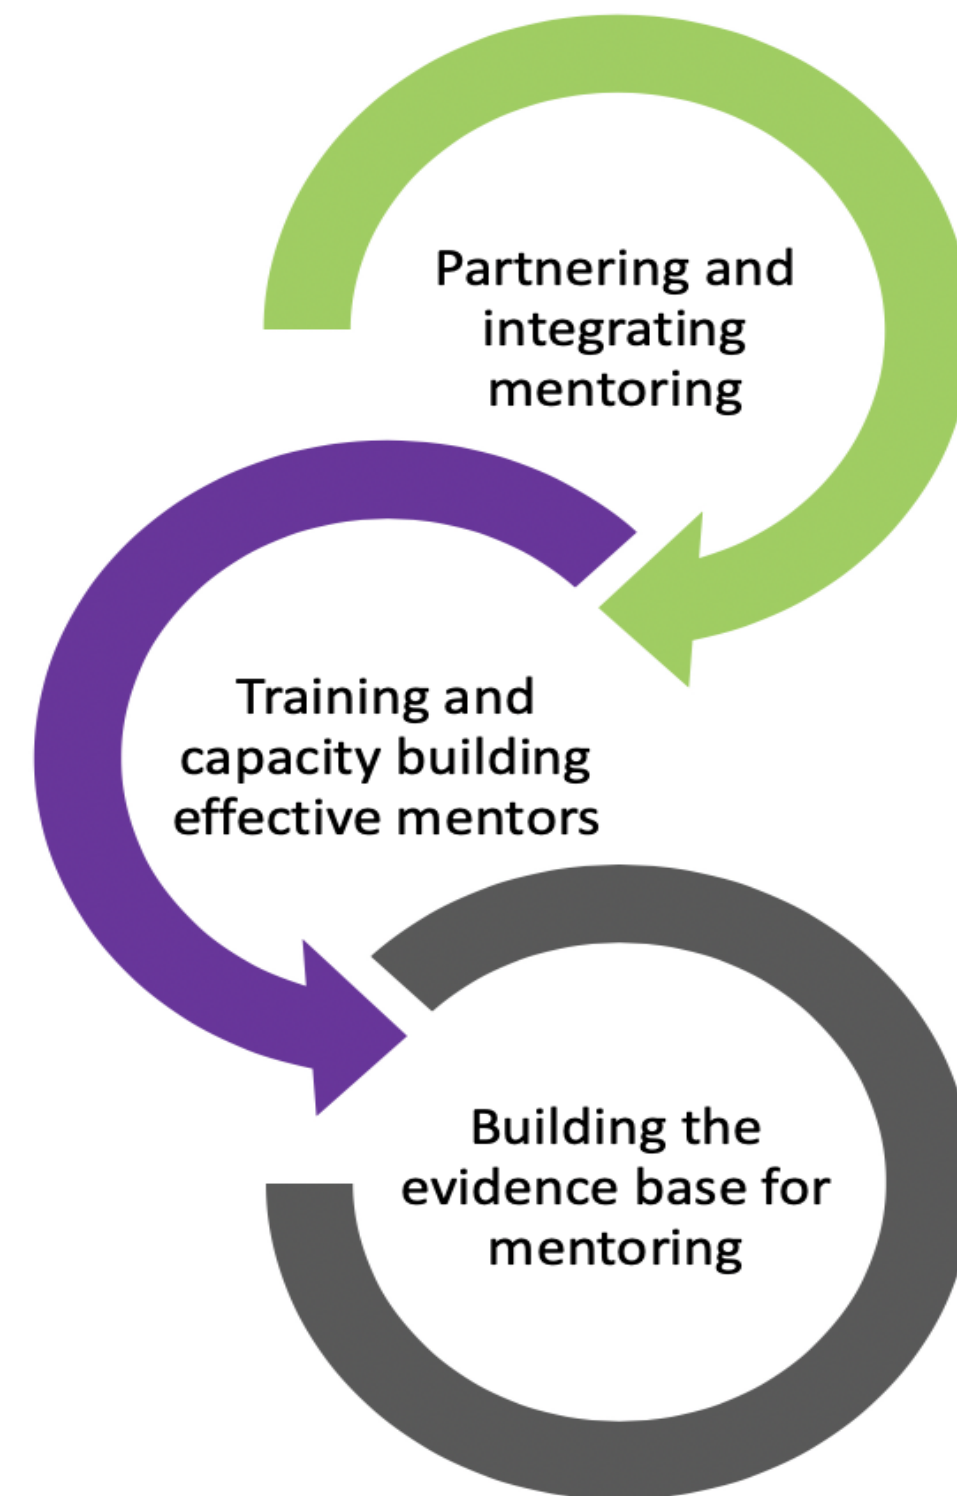 Partnering and
integrating
mentoring
Training and
capacity building
effective mentors
Building the
evidence base for
mentoring